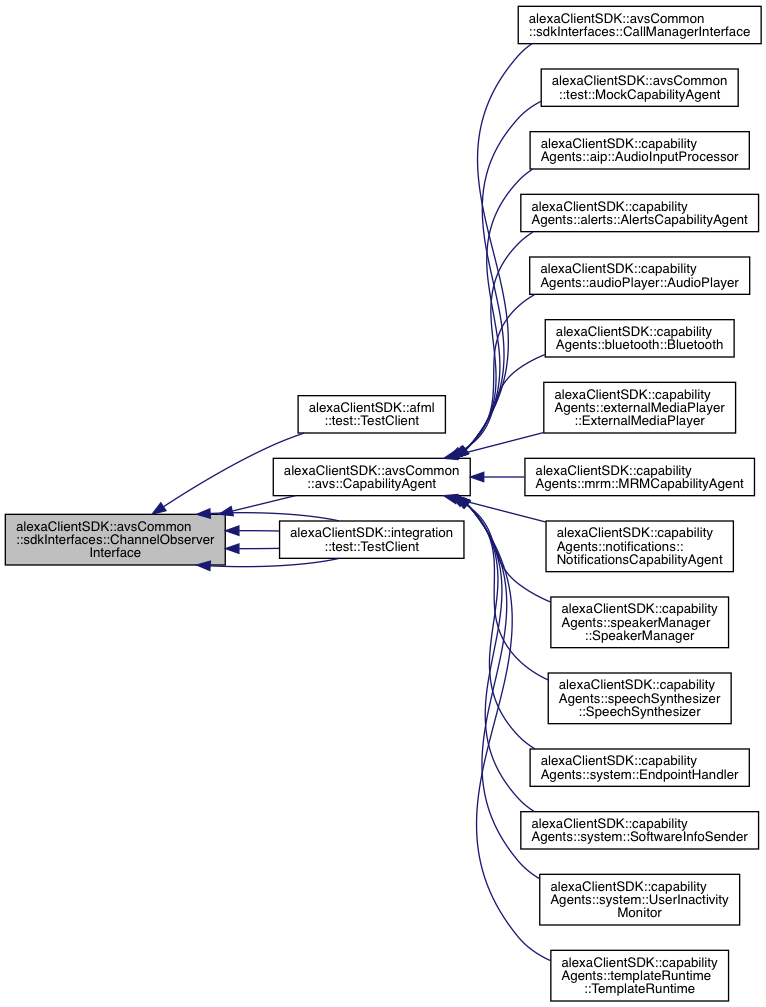 alexaClientSDK::avsCommon
::sdkInterfaces::CallManagerInterface
alexaClientSDK::avsCommon
::test::MockCapabilityAgent
alexaClientSDK::capability
Agents::aip::AudioInputProcessor
alexaClientSDK::capability
Agents::alerts::AlertsCapabilityAgent
alexaClientSDK::capability
Agents::audioPlayer::AudioPlayer
alexaClientSDK::capability
Agents::bluetooth::Bluetooth
alexaClientSDK::capability
Agents::externalMediaPlayer
::ExternalMediaPlayer
alexaClientSDK::afml
::test::TestClient
alexaClientSDK::avsCommon
::avs::CapabilityAgent
alexaClientSDK::capability
Agents::mrm::MRMCapabilityAgent
alexaClientSDK::avsCommon
::sdkInterfaces::ChannelObserver
Interface
alexaClientSDK::integration
::test::TestClient
alexaClientSDK::capability
Agents::notifications::
NotificationsCapabilityAgent
alexaClientSDK::capability
Agents::speakerManager
::SpeakerManager
alexaClientSDK::capability
Agents::speechSynthesizer
::SpeechSynthesizer
alexaClientSDK::capability
Agents::system::EndpointHandler
alexaClientSDK::capability
Agents::system::SoftwareInfoSender
alexaClientSDK::capability
Agents::system::UserInactivity
Monitor
alexaClientSDK::capability
Agents::templateRuntime
::TemplateRuntime